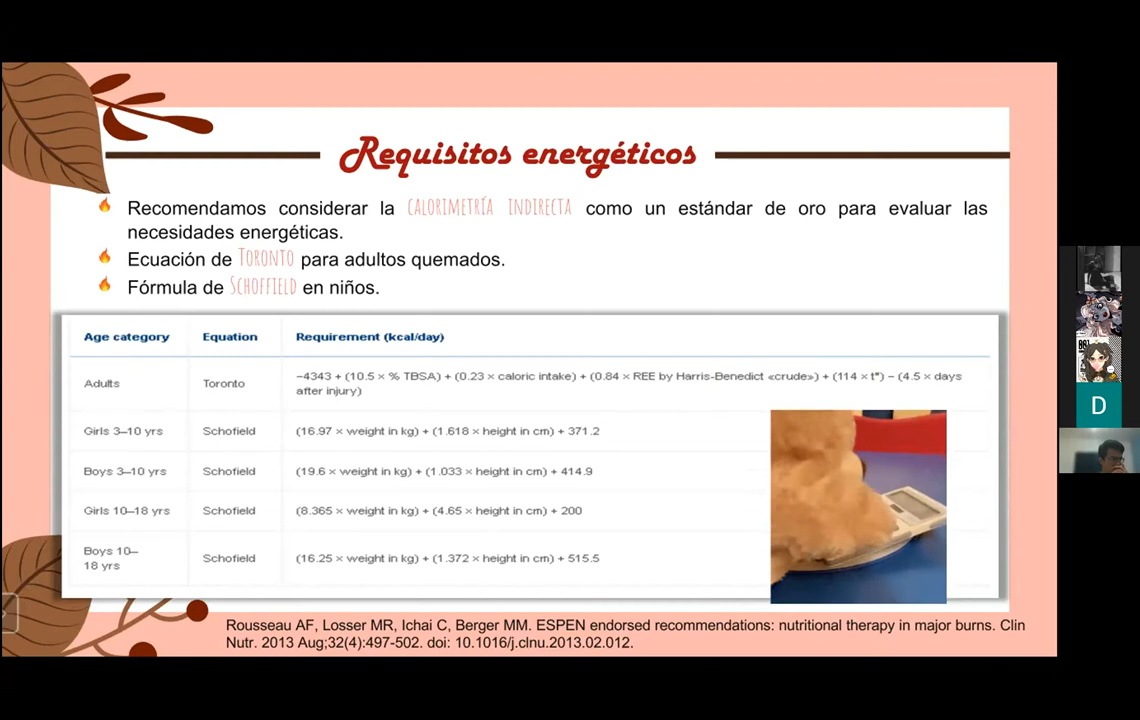 Requisitos energéticos
Recomendamos considerar la CALORIMETRÍA INDIRECTA como un estándar de oro para evaluar las
necesidades energéticas.
Ecuación de TORONTO para adultos quemados.
Fórmula de SCHOFFIELD en niños.
Age category Equation Requirement (kcal/day)
Adults Toronto −4343 + (10.5 × % TBSA) + (0.23 × caloric intake) + (0.84 × REE by Harris-Benedict «crude») + (114 × t°) − (4.5 × days
after injury)
Girls 3–10 yrs Schofield (16.97 × weight in kg) + (1.618 × height in cm) + 371.2
Boys 3–10 yrs Schofield (19.6 × weight in kg) + (1.033 × height in cm) + 414.9
Girls 10–18 yrs Schofield (8.365 × weight in kg) + (4.65 × height in cm) + 200
Boys 10–
18 yrs Schofield (16.25 × weight in kg) + (1.372 × height in cm) + 515.5
Rousseau AF, Losser MR, Ichai C, Berger MM. ESPEN endorsed recommendations: nutritional therapy in major burns. Clin
Nutr. 2013 Aug;32(4):497-502. doi: 10.1016/j.clnu.2013.02.012.
D